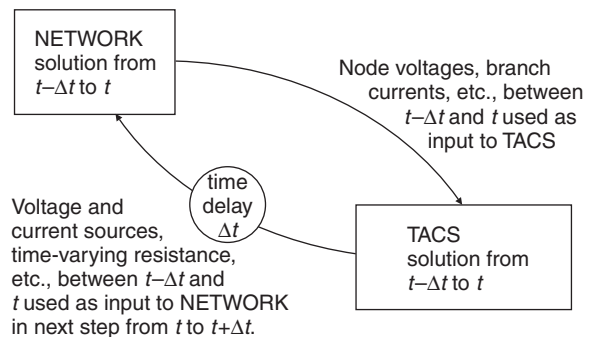 NETWORK
solution from
t–Δt to t
Node voltages, branch
currents, etc., between
t–Δt and t used as
input to TACS
time
delay
Δt
Voltage and
current sources,
time-varying resistance,
etc., between t–Δt and
t used as input to NETWORK
in next step from t to t+Δt.
TACS
solution from
t–Δt to t